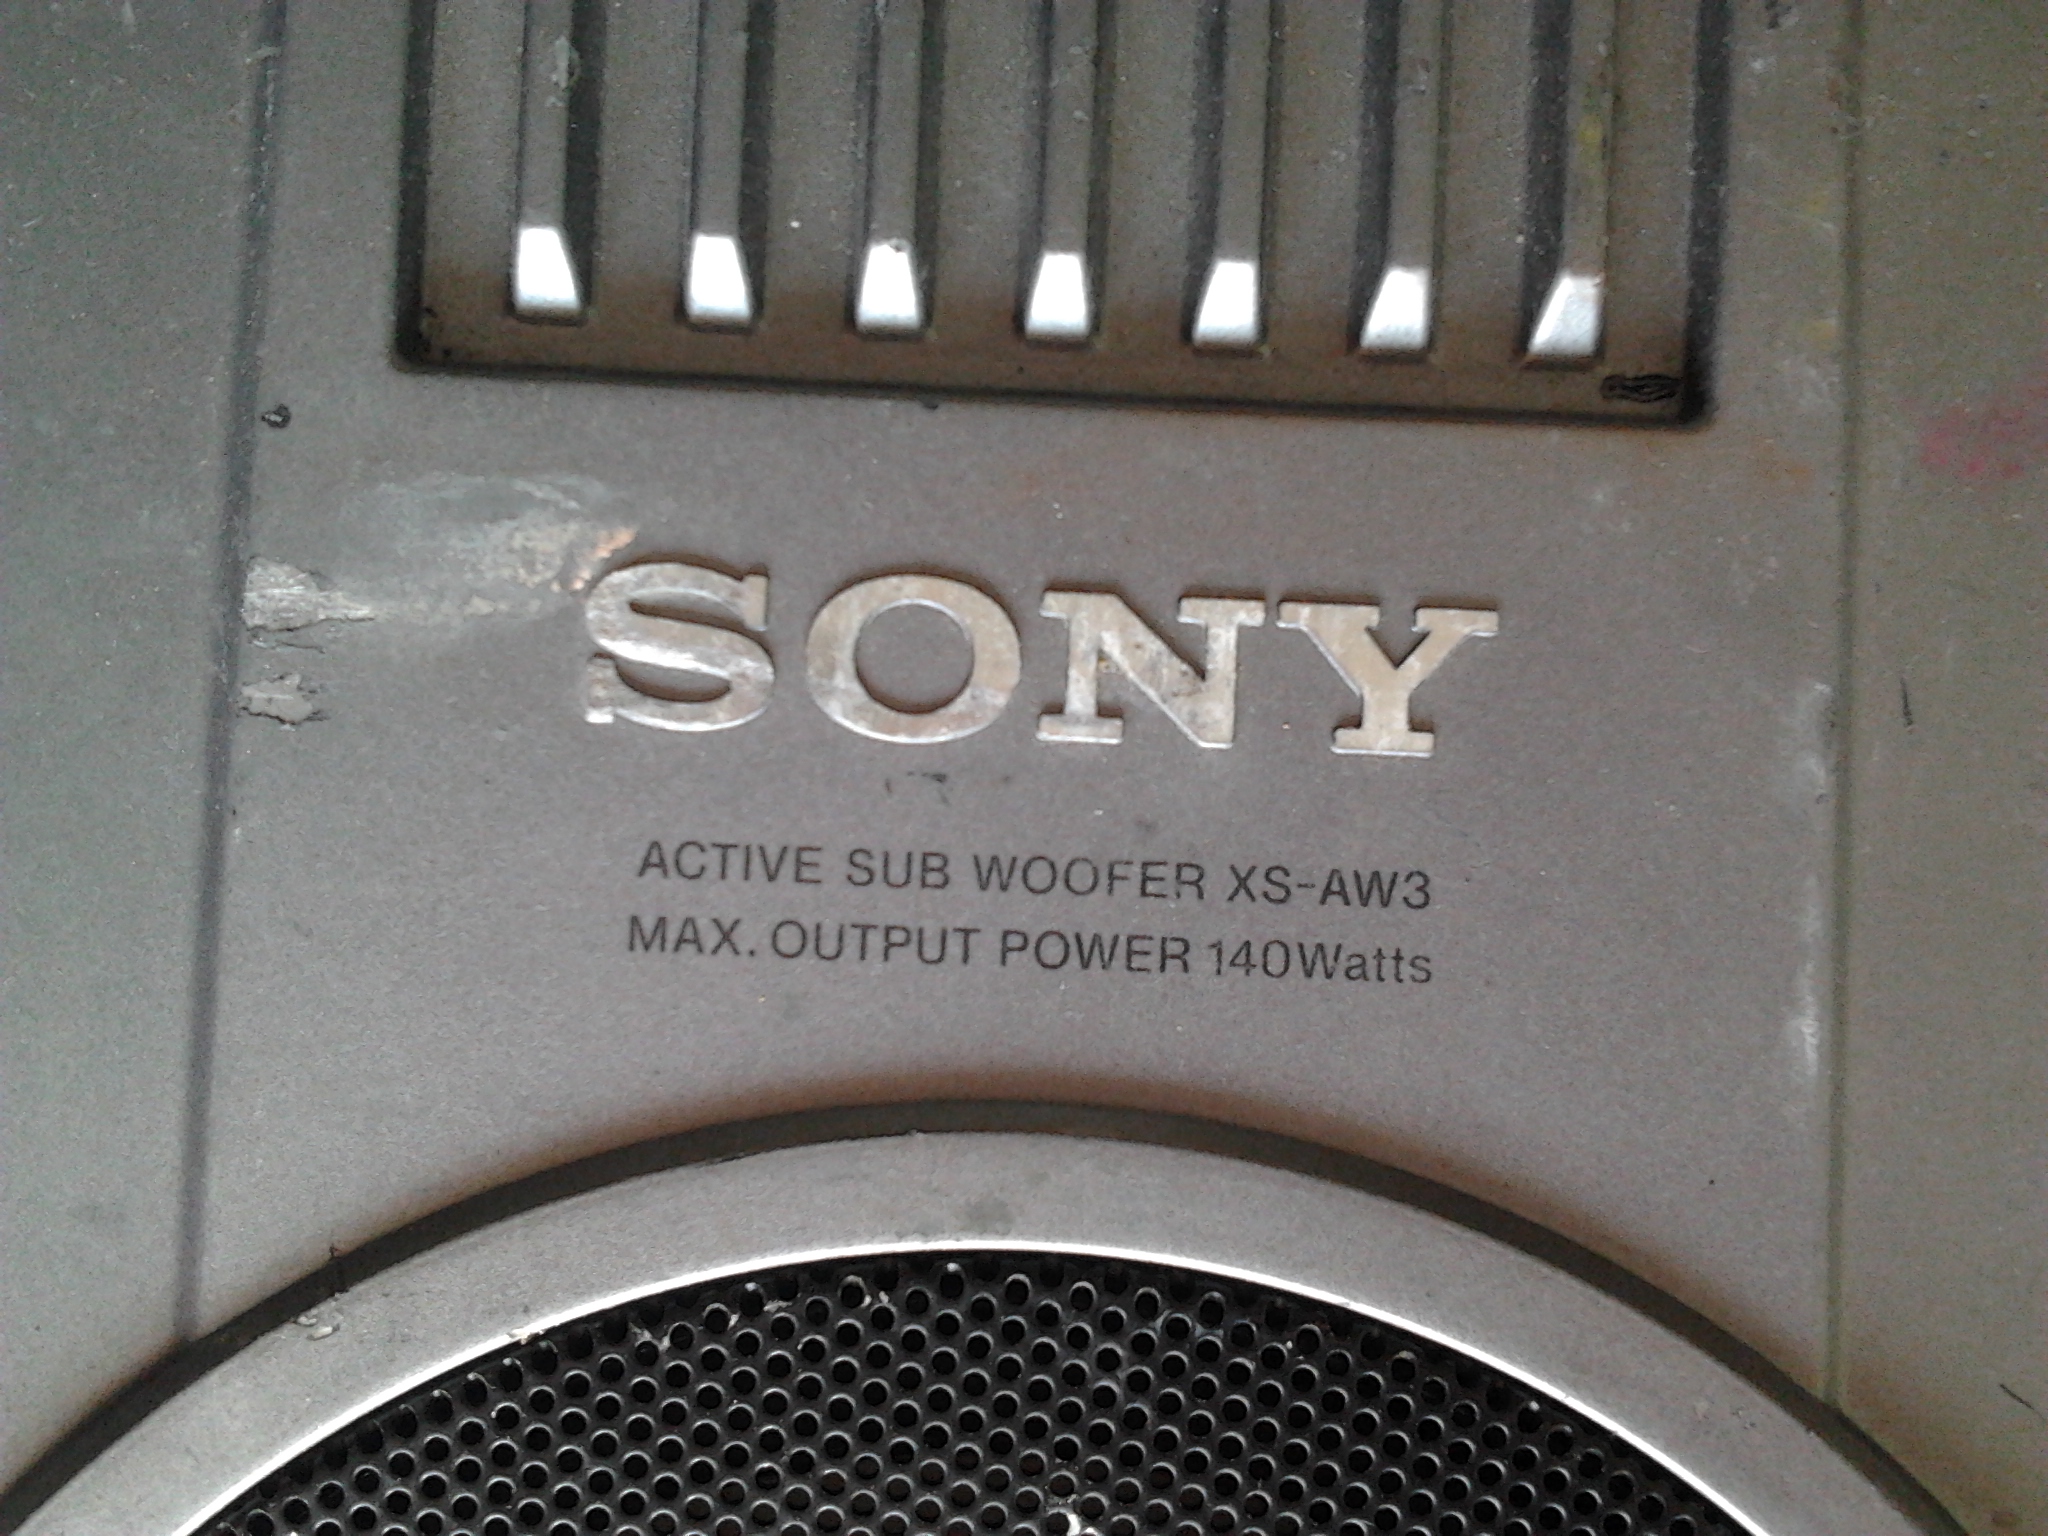 SONY
ACTIVE SUB WOOFER XS-AW3
MAX. OUTPUT POWER 140Watts